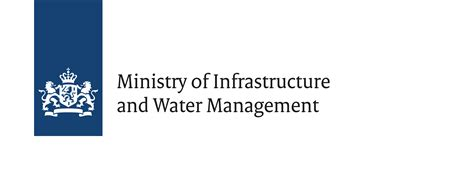 Ministry of Infrastructure
and Water Management